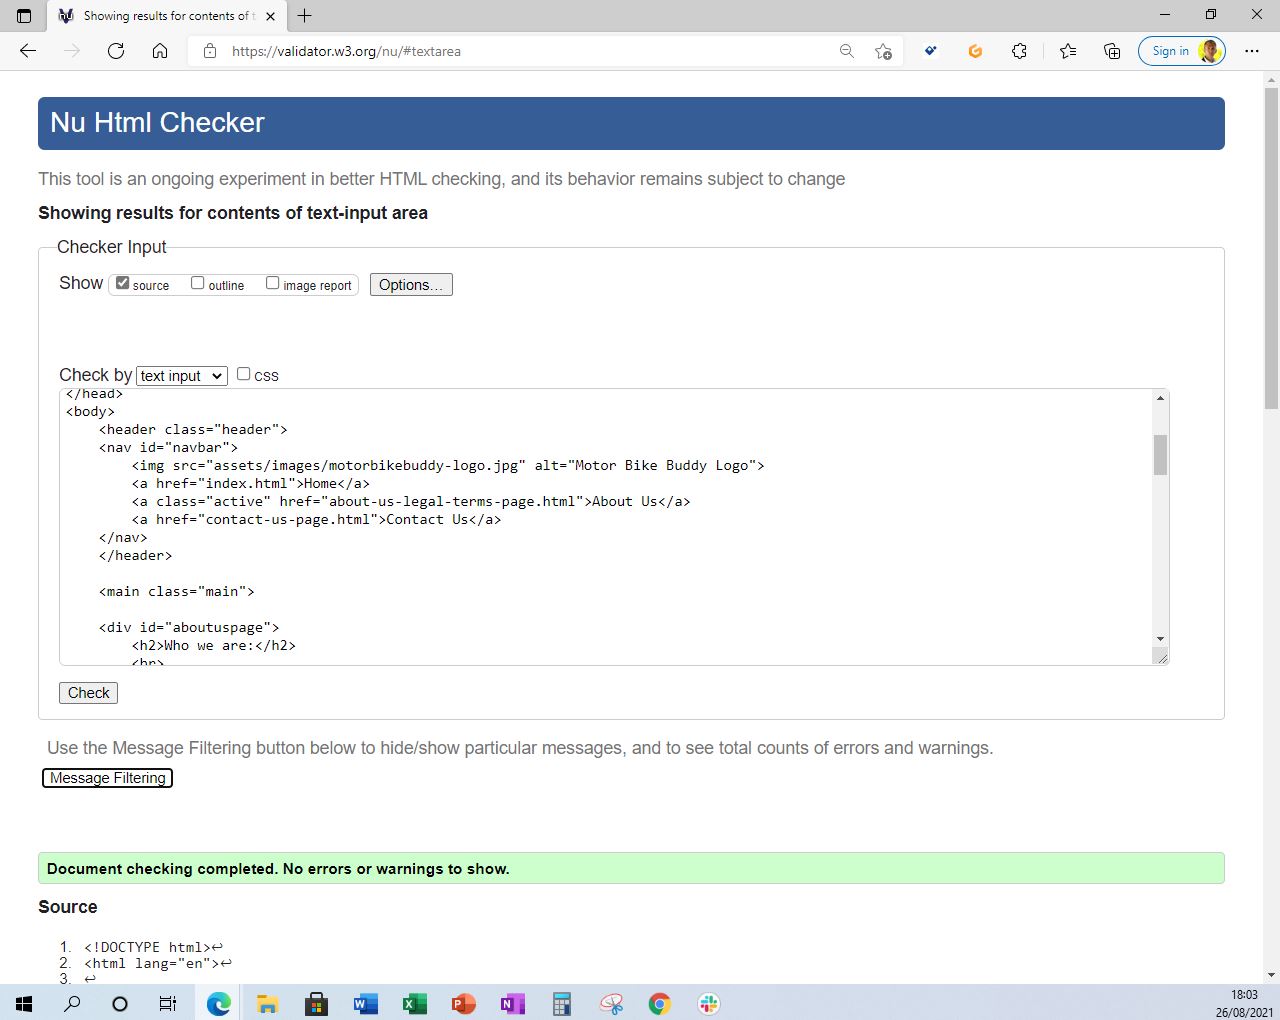 Showing results for contents of t
https://validator.w3.org/nu/#textarea
Sign in
Nu Html Checker
This tool is an ongoing experiment in better HTML checking, and its behavior remains subject to change
Showing results for contents of text-input area
Checker Input
Show source outline image report Options...
Check by text input css
</head>
<body>
    <header class="header">
    <nav id="navbar">
        <img src="assets/images/motorbikebuddy-logo.jpg" alt="Motor Bike Buddy Logo">
        <a href="index.html">Home</a>
        <a class="active" href="about-us-legal-terms-page.html">About Us</a>
        <a href="contact-us-page.html">Contact Us</a>
    </nav>
    </header>
    <main class="main">
    <div id="aboutuspage">
        <h2>Who we are:</h2>
        <hr>
Check
Use the Message Filtering button below to hide/show particular messages, and to see total counts of errors and warnings.
Message Filtering
Document checking completed. No errors or warnings to show.
Source
1. <!DOCTYPE html>↩
2. <html lang="en">↩
3. ↩
18:03
26/08/2021